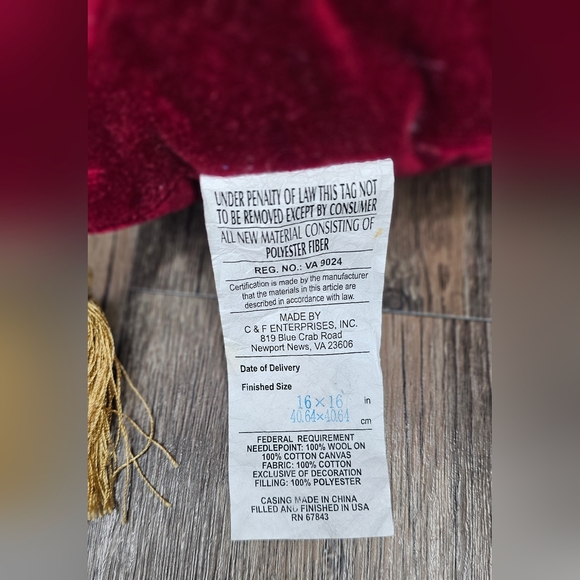 UNDER PENALTY OF LAW THIS TAG NOT
TO BE REMOVED EXCEPT BY CONSUMER
ALL NEW MATERIAL CONSISTING OF
POLYESTER FIBER
REG. NO.: VA 9024
Certification is made by the manufacturer
that the materials in this article are
described in accordance with law.
MADE BY
C & F ENTERPRISES, INC.
819 Blue Crab Road
Newport News, VA 23606
Date of Delivery
Finished Size
16 × 16 in
40.64×40.64 cm
FEDERAL REQUIREMENT
NEEDLEPOINT: 100% WOOL ON
100% COTTON CANVAS
FABRIC: 100% COTTON
EXCLUSIVE OF DECORATION
FILLING: 100% POLYESTER
CASING MADE IN CHINA
FILLED AND FINISHED IN USA
RN 67843